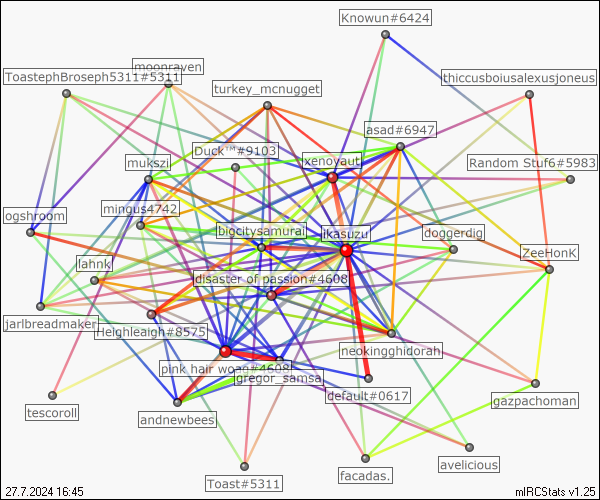 Knowun#6424
moonraven
ToastephBroseph5311#5311
thiccusboiusalexusjoneus
turkey_mcnugget
asad#6947
Duck™#9103
xenoyaut
Random Stuf6#5983
mukszi
mingus4742
ogshroom
bigcitysamurai
ikasuzu
doggerdig
ZeeHonK
lahnk
disaster of passion#4608
jarlbreadmaker
Heighleaigh#8575
neokingghidorah
pink hair woag#4608
gregor_samsa
default#0617
gazpachoman
tescoroll
andnewbees
avelicious
Toast#5311
facadas.
27.7.2024 16:45
mIRCStats v1.25